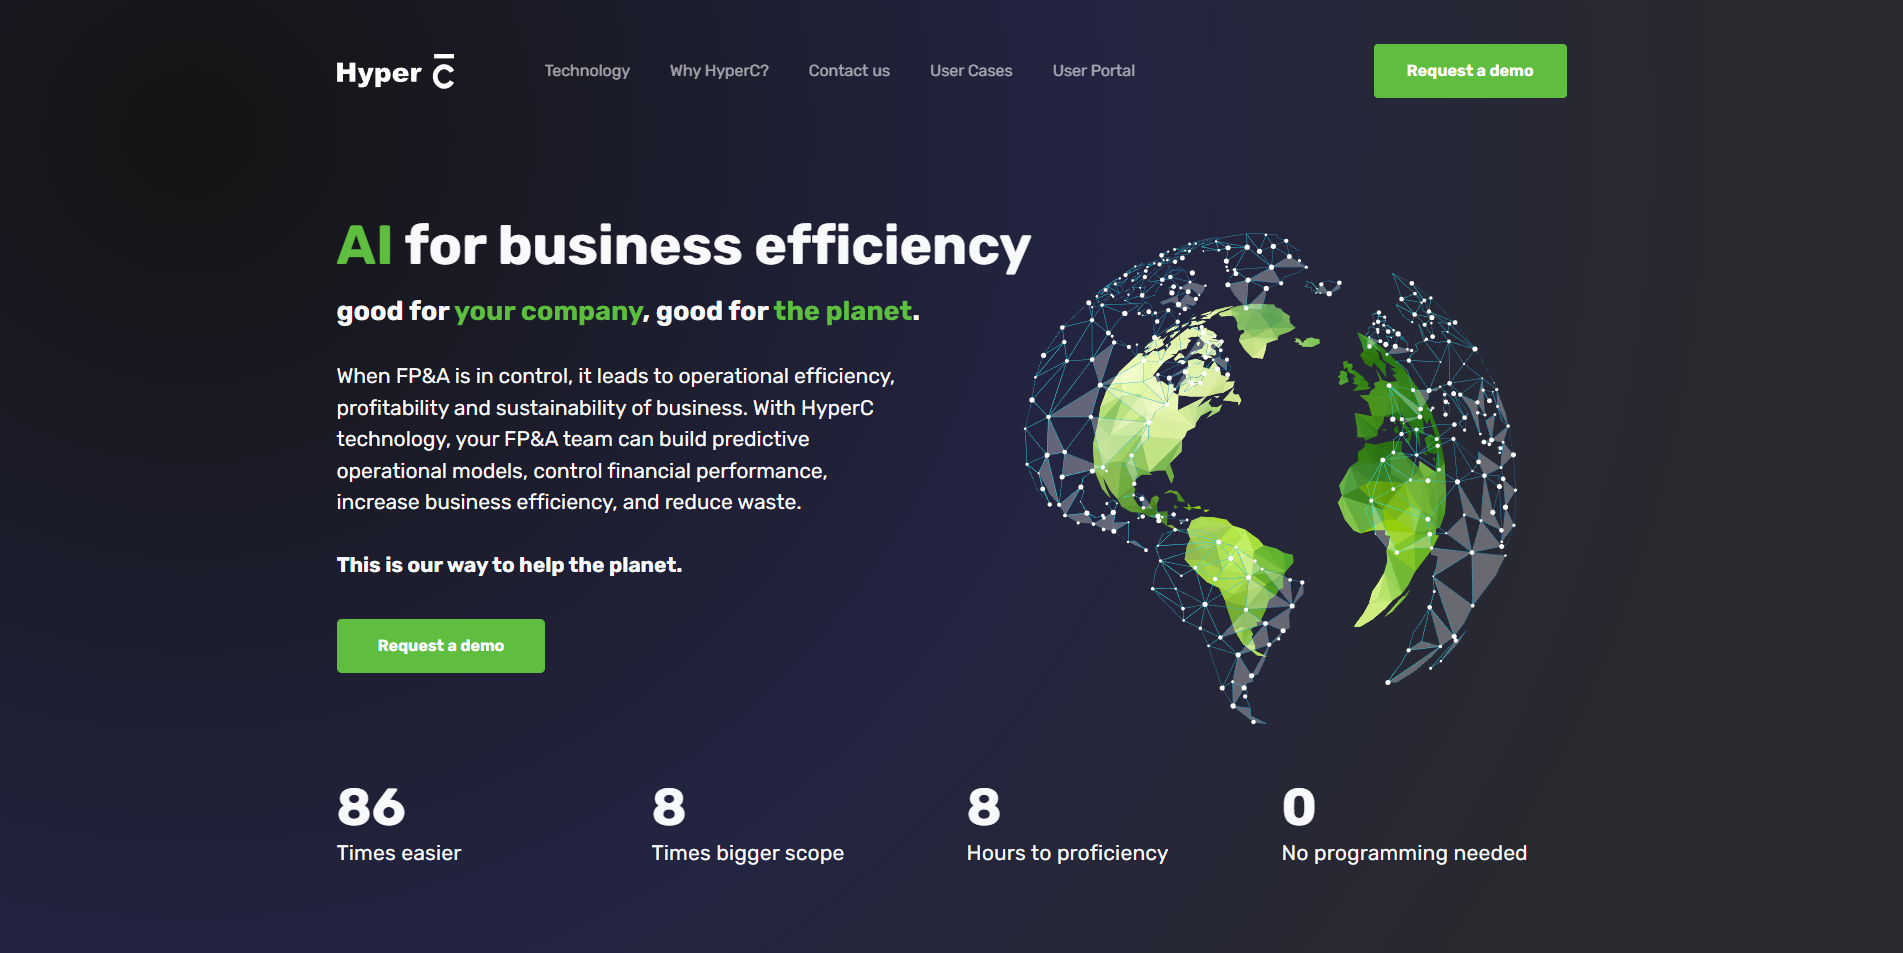 Hyper C̅
Technology Why HyperC? Contact us User Cases User Portal
Request a demo
AI for business efficiency
good for your company, good for the planet.
When FP&A is in control, it leads to operational efficiency,
profitability and sustainability of business. With HyperC
technology, your FP&A team can build predictive
operational models, control financial performance,
increase business efficiency, and reduce waste.
This is our way to help the planet.
Request a demo
86
Times easier
8
Times bigger scope
8
Hours to proficiency
0
No programming needed